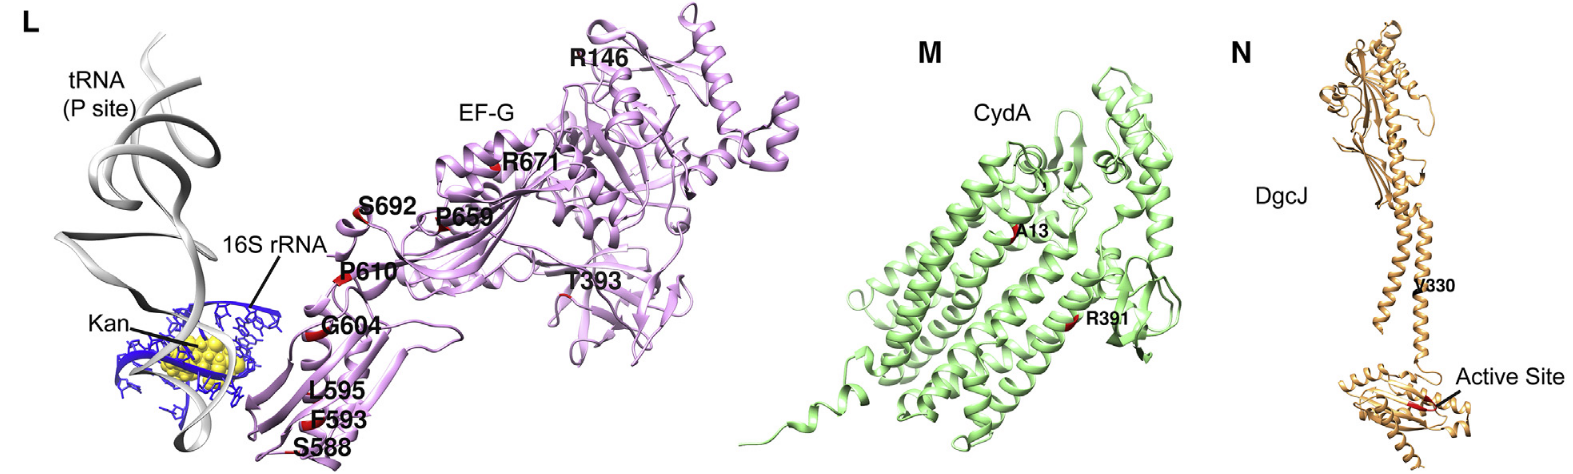 L
tRNA
(P site)
16S rRNA
Kan
EF-G
R146
R671
S692
P659
P610
T393
G604
L595
F593
S588
M
CydA
A13
R391
N
DgcJ
V330
Active Site